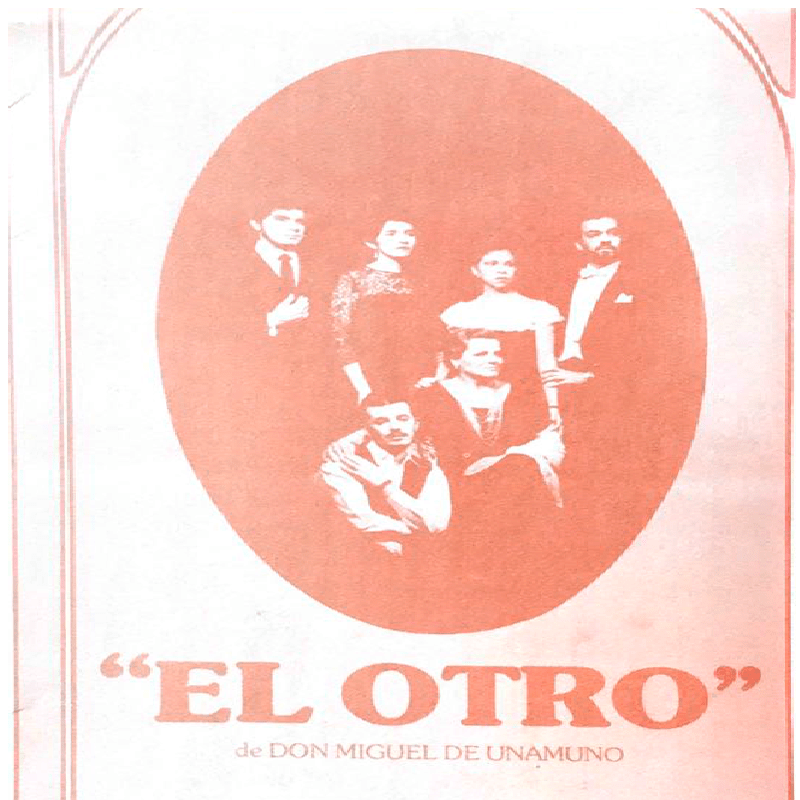 “EL OTRO”
de DON MIGUEL DE UNAMUNO